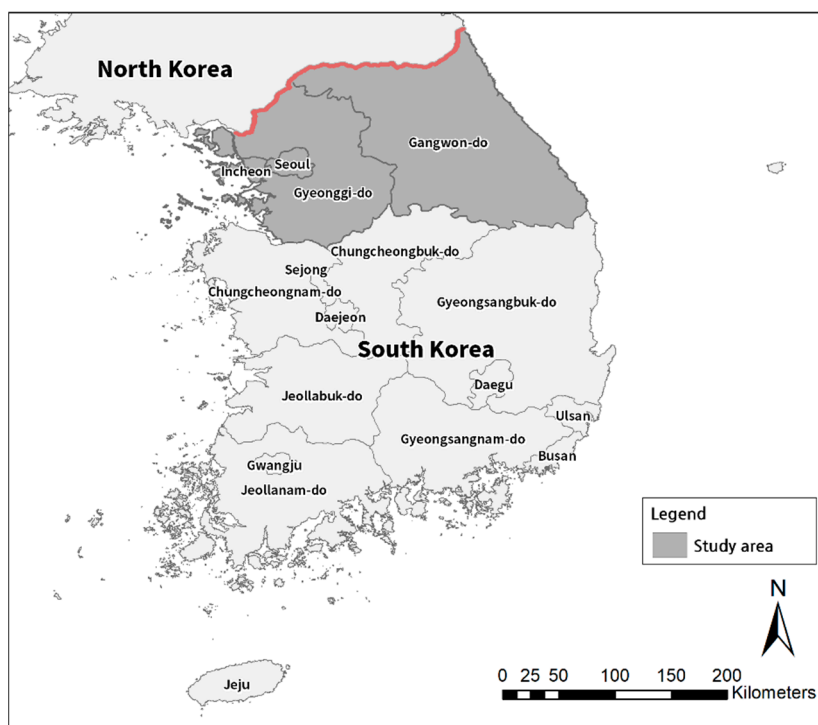 North Korea
Gangwon-do
Seoul
Incheon
Gyeonggi-do
Chungcheongbuk-do
Sejong
Chungcheongnam-do
Gyeongsangbuk-do
Daejeon
South Korea
Daegu
Jeollabuk-do
Ulsan
Gyeongsangnam-do
Busan
Gwangju
Jeollanam-do
Legend
Study area
N
Jeju
0 25 50 100 150 200
Kilometers